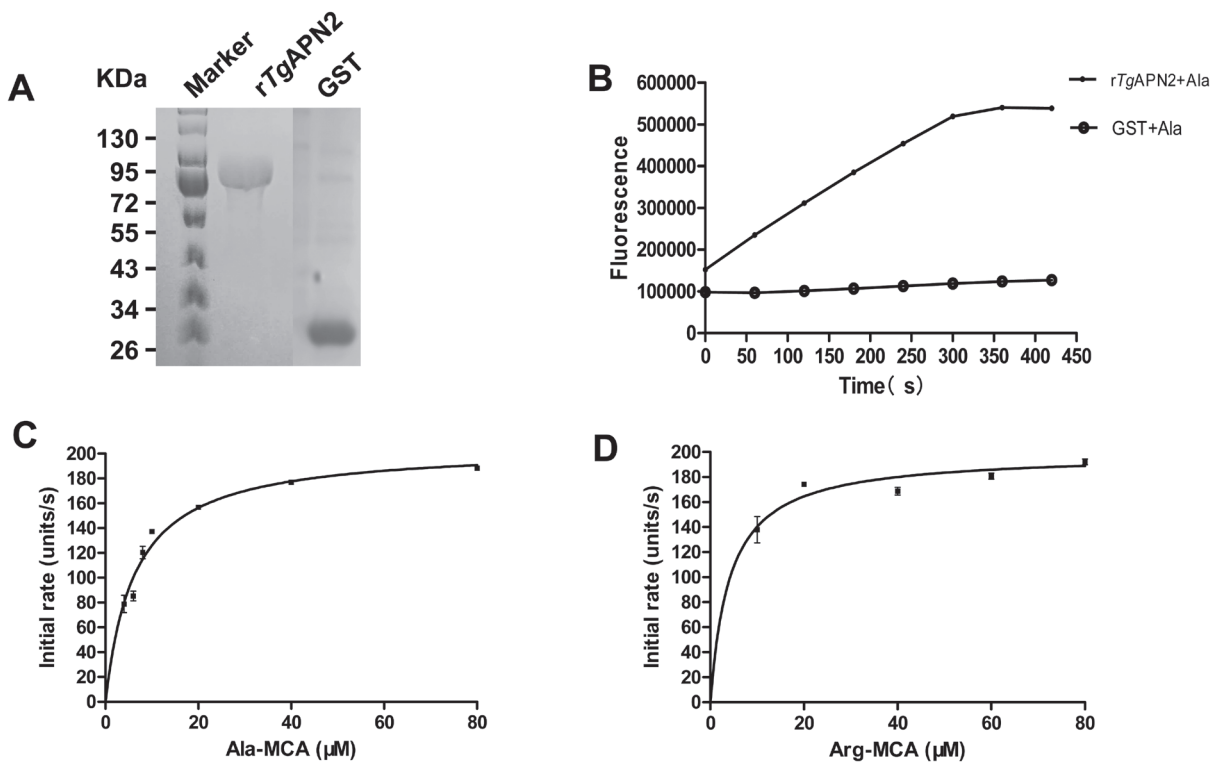 A
KDa
Marker
rTgAPN2
GST
130
95
72
55
43
34
26
B
600000
500000
400000
300000
200000
100000
0
Fluorescence
0 50 100 150 200 250 300 350 400 450
Time( s)
rTgAPN2+Ala
GST+Ala
C
200
180
160
140
120
100
80
60
40
20
0
Initial rate (units/s)
0 20 40 60 80
Ala-MCA (µM)
D
200
180
160
140
120
100
80
60
40
20
0
Initial rate (units/s)
0 20 40 60 80
Arg-MCA (µM)